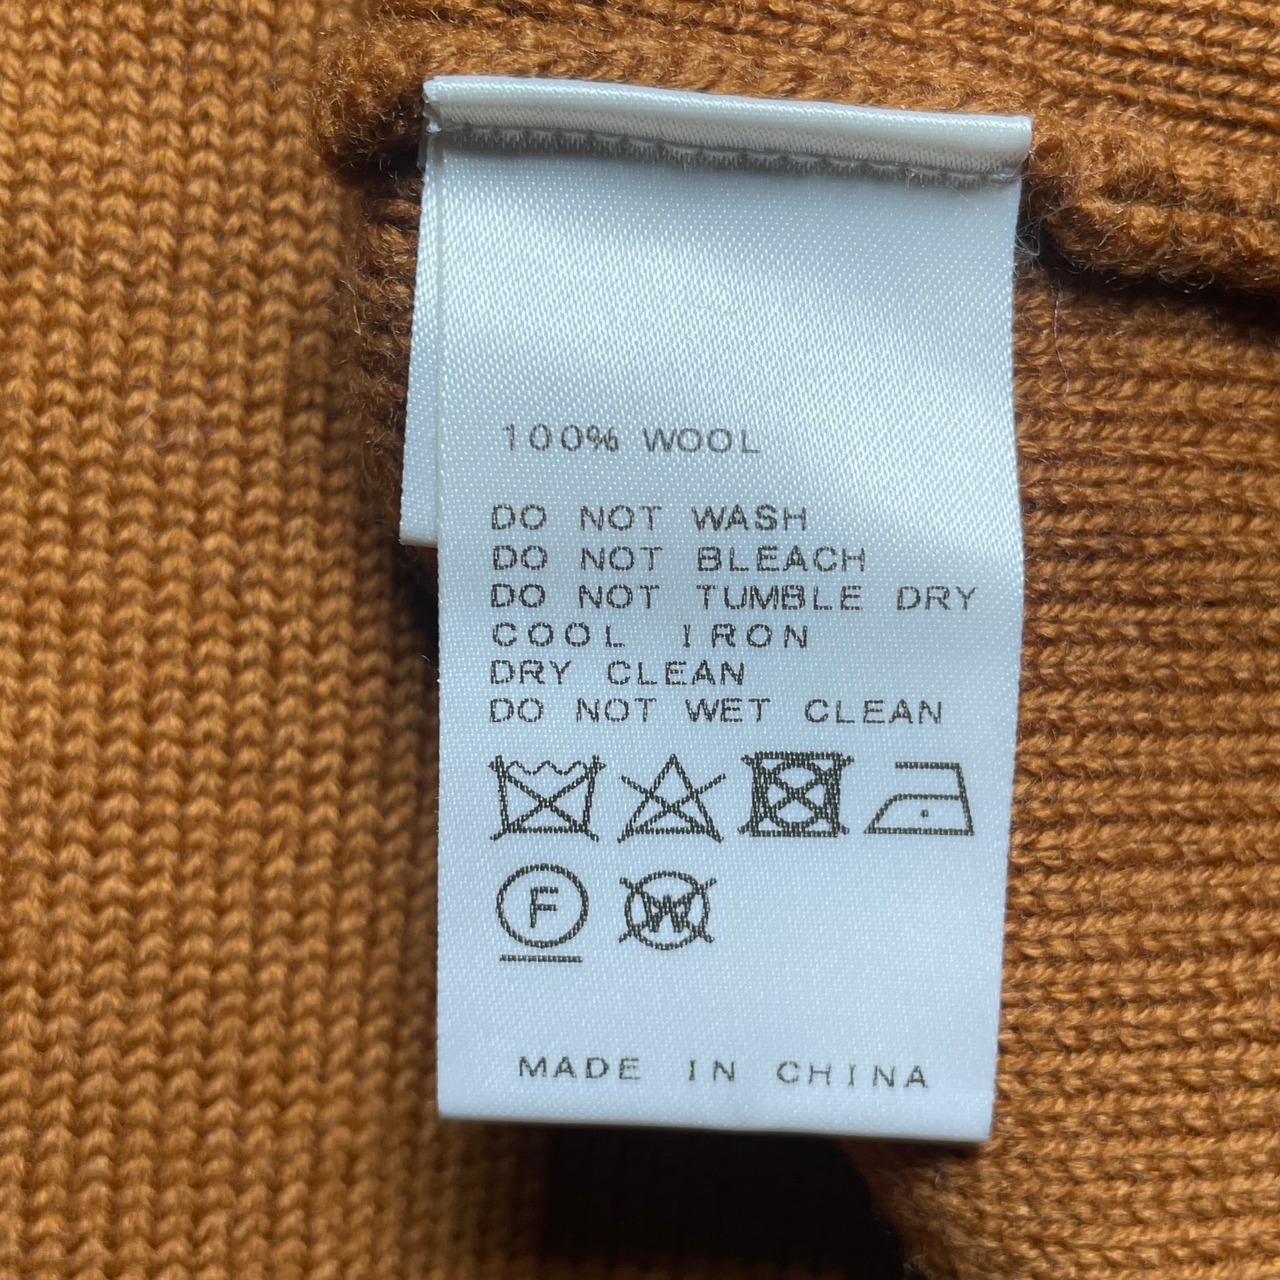 100% WOOL
DO NOT WASH
DO NOT BLEACH
DO NOT TUMBLE DRY
COOL IRON
DRY CLEAN
DO NOT WET CLEAN
F W
MADE IN CHINA